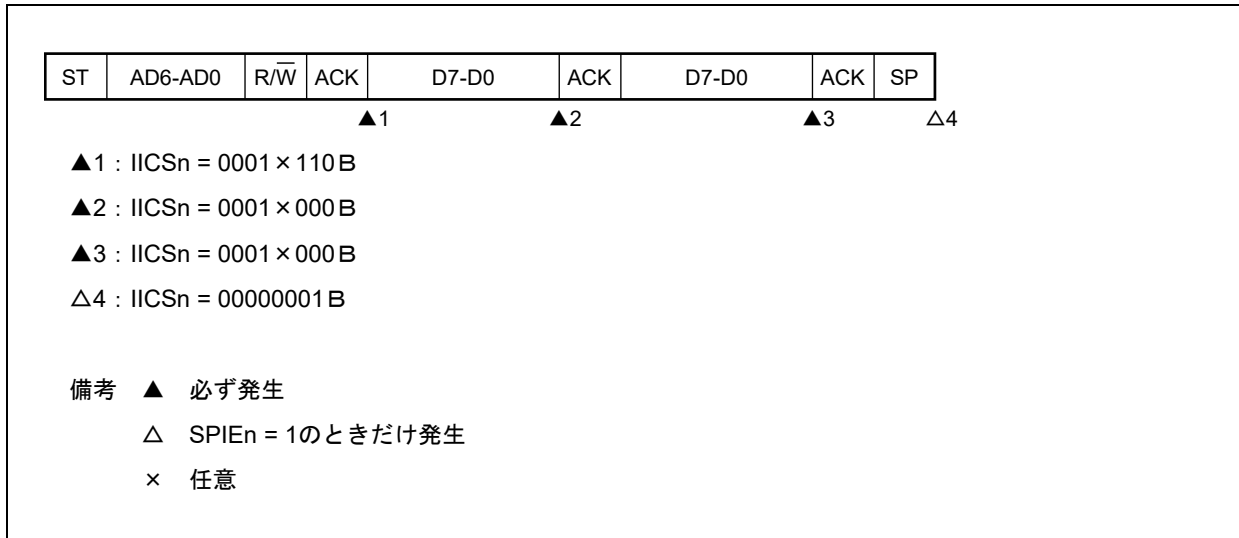 ST AD6-AD0 R/W̅ ACK D7-D0 ACK D7-D0 ACK SP
▲1 ▲2 ▲3 △4
▲1：IICSn = 0001×110B
▲2：IICSn = 0001×000B
▲3：IICSn = 0001×000B
△4：IICSn = 00000001B
備考 ▲ 必ず発生
△ SPIEn = 1のときだけ発生
× 任意